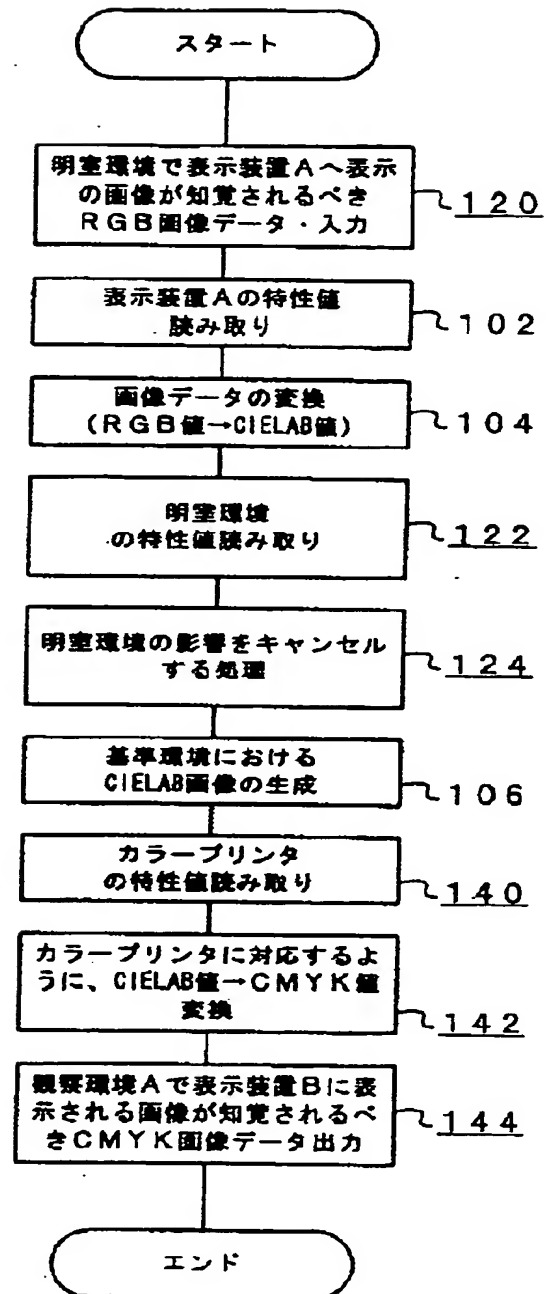 スタート
明室環境で表示装置Aへ表示
の画像が知覚されるべき
RGB画像データ・入力
120
表示装置Aの特性値
読み取り
102
画像データの変換
(RGB値→CIELAB値)
104
明室環境
の特性値読み取り
122
明室環境の影響をキャンセル
する処理
124
基準環境における
CIELAB画像の生成
106
カラープリンタ
の特性値読み取り
140
カラープリンタに対応するよ
うに、CIELAB値→CMYK値
変換
142
観察環境Aで表示装置Bに表
示される画像が知覚されるべ
きCMYK画像データ出力
144
エンド